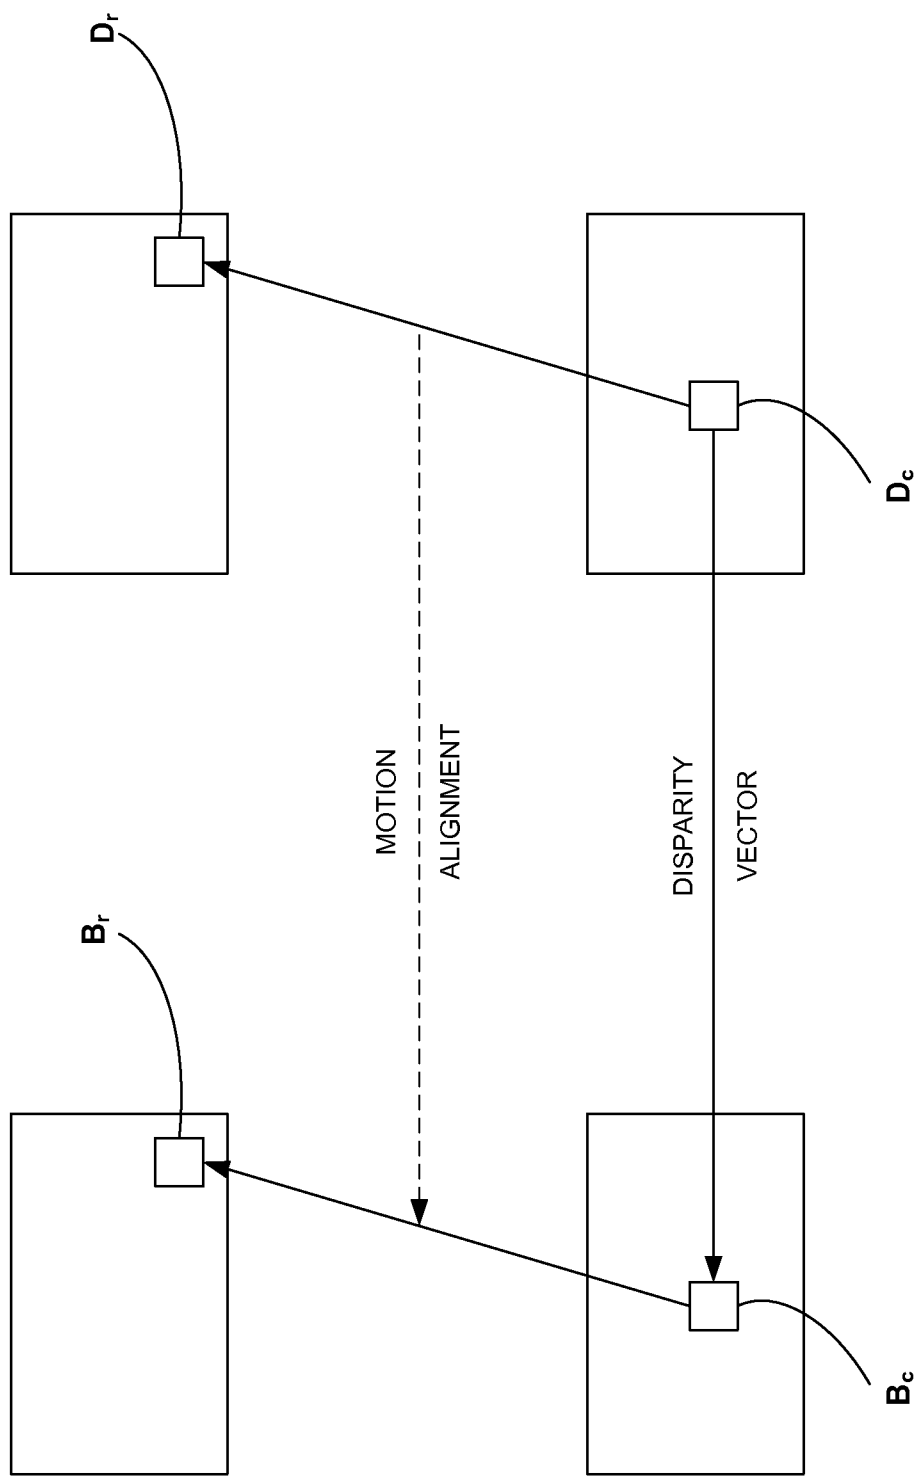 Br
Dr
MOTION
ALIGNMENT
DISPARITY
VECTOR
Bc
Dc